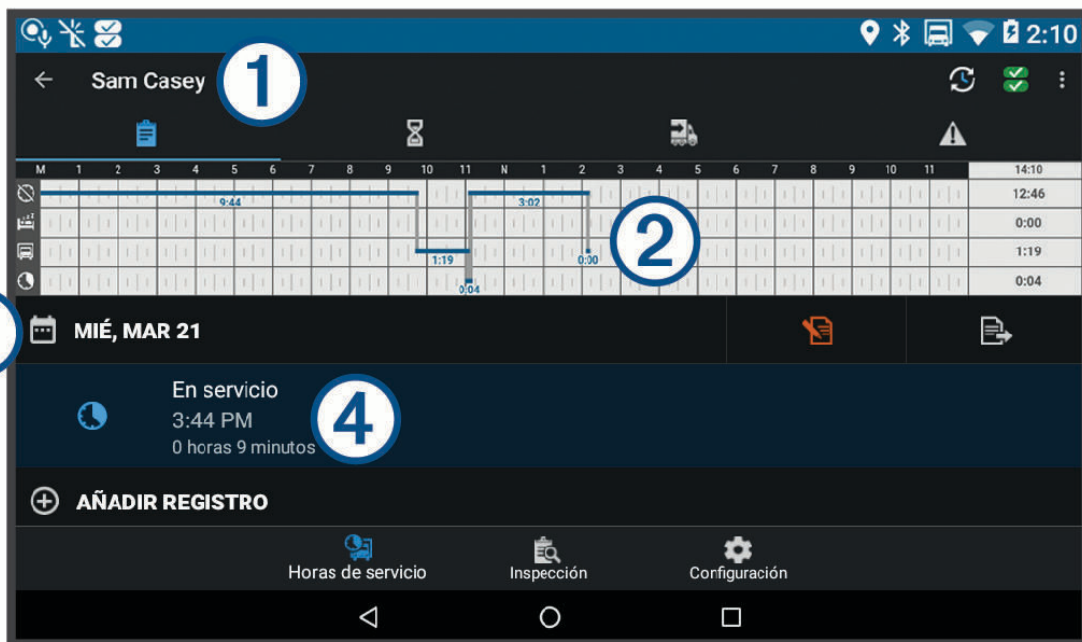 2:10
Sam Casey
1
M 1 2 3 4 5 6 7 8 9 10 11 N 1 2 3 4 5 6 7 8 9 10 11 14:10
9:44 3:02 12:46
0:00
1:19 0:00 1:19
0:04 0:04
2
MIÉ, MAR 21
En servicio
3:44 PM
0 horas 9 minutos
4
AÑADIR REGISTRO
Horas de servicio Inspección Configuración